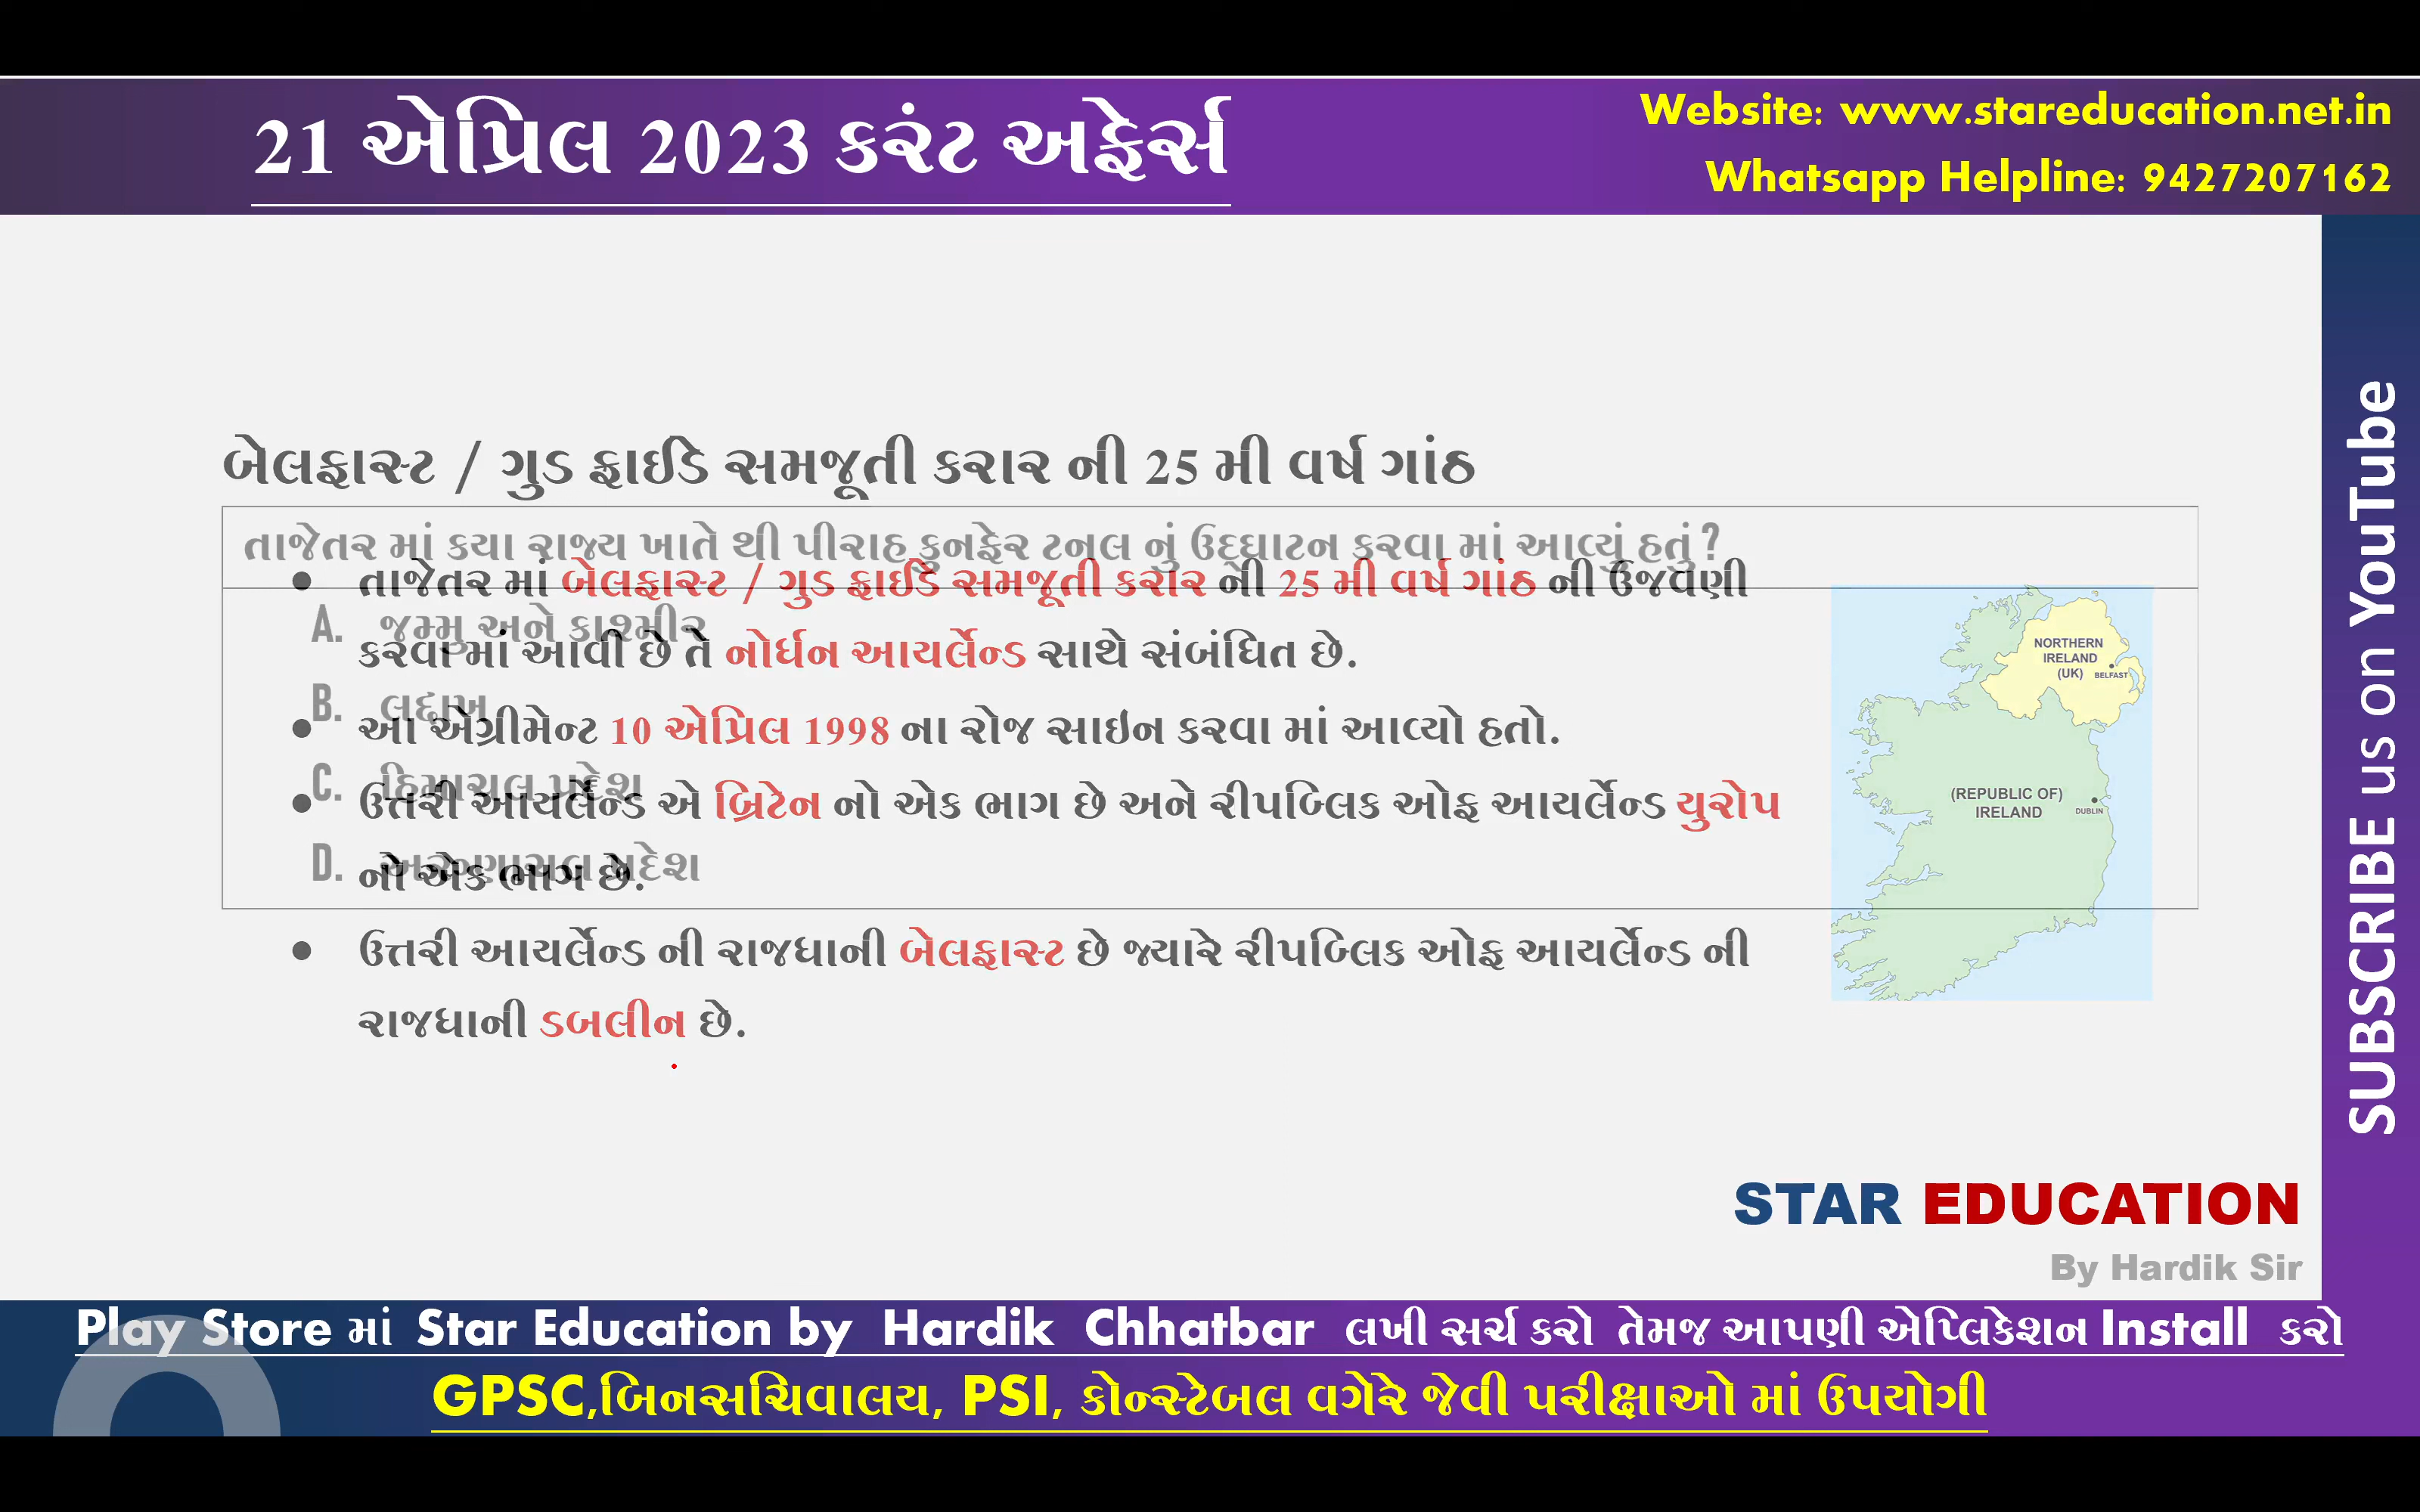 21 એપ્રિલ 2023 કરંટ અફેર્સ
Website: www.stareducation.net.in
Whatsapp Helpline: 9427207162
બેલફાસ્ટ / ગુડ ફ્રાઈડે સમજૂતી કરાર ની 25 મી વર્ષ ગાંઠ
તાજેતર માં કયા રાજ્ય ખાતે થી પીરાહ કુનફેર ટનલ નું ઉદ્ઘાટન કરવા માં આવ્યું હતું?
• તાજેતર માં બેલફાસ્ટ / ગુડ ફ્રાઈડે સમજૂતી કરાર ની 25 મી વર્ષ ગાંઠ ની ઉજવણી
A. જમ્મુ અને કાશ્મીર
કરવા માં આવી છે તે નોર્ધન આયર્લેન્ડ સાથે સંબંધિત છે.
B. લદ્દાખ
• આ એગ્રીમેન્ટ 10 એપ્રિલ 1998 ના રોજ સાઇન કરવા માં આવ્યો હતો.
C. હિમાચલ પ્રદેશ
• ઉત્તરી આયર્લેન્ડ એ બ્રિટેન નો એક ભાગ છે અને રીપબ્લિક ઓફ આયર્લેન્ડ યુરોપ
D. અરુણાચલ પ્રદેશ
નો એક ભાગ છે.
• ઉત્તરી આયર્લેન્ડ ની રાજધાની બેલફાસ્ટ છે જ્યારે રીપબ્લિક ઓફ આયર્લેન્ડ ની
રાજધાની ડબલીન છે.
NORTHERN
IRELAND
(UK)
BELFAST
(REPUBLIC OF)
IRELAND
DUBLIN
SUBSCRIBE us on YouTube
STAR EDUCATION
By Hardik Sir
Play Store માં Star Education by Hardik Chhatbar લખી સર્ચ કરો તેમજ આપણી એપ્લિકેશન Install કરો
GPSC,બિનસચિવાલય, PSI, કોન્સ્ટેબલ વગેરે જેવી પરીક્ષાઓ માં ઉપયોગી